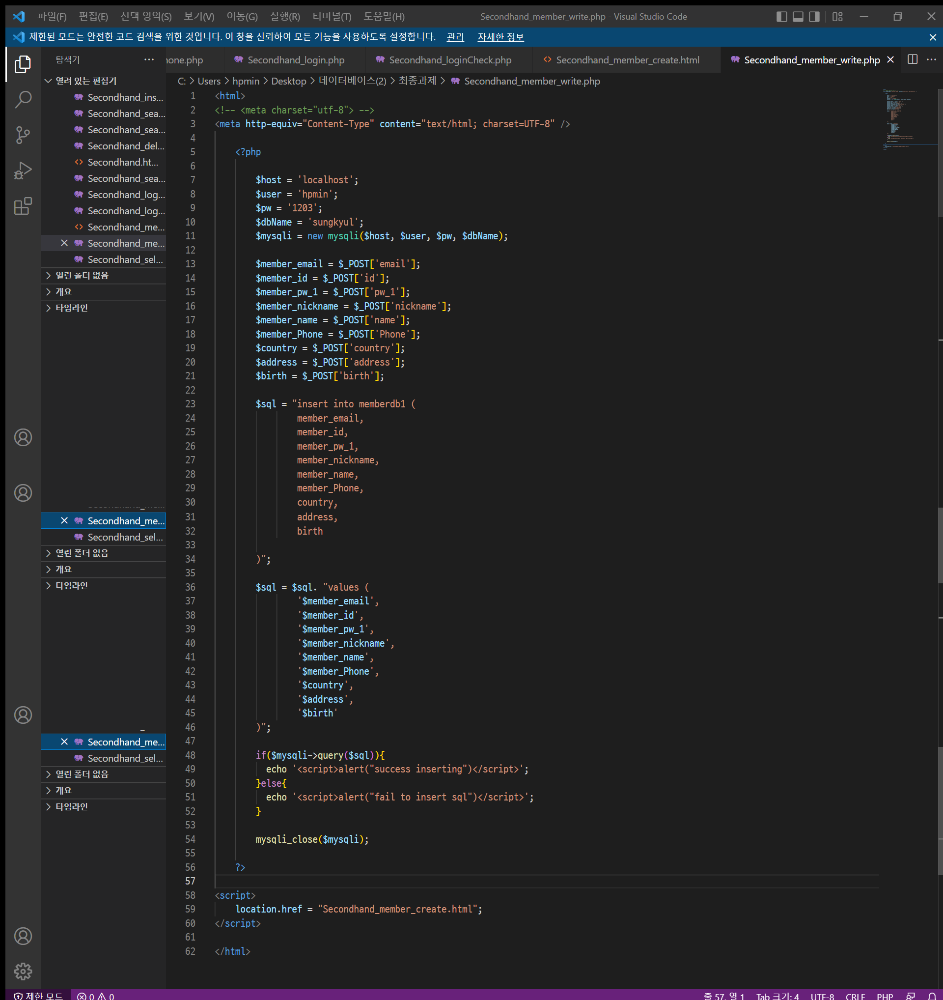 파일(F) 편집(E) 선택 영역(S) 보기(V) 이동(G) 실행(R) 터미널(T) 도움말(H) Secondhand_member_write.php - Visual Studio Code
제한된 모드는 안전한 코드 검색을 위한 것입니다. 이 창을 신뢰하여 모든 기능을 사용하도록 설정합니다. 관리 자세한 정보
탐색기 ··· Secondhand_login.php Secondhand_loginCheck.php Secondhand_member_create.html Secondhand_member_write.php ···
열려 있는 편집기
Secondhand_ins...
Secondhand_sea...
Secondhand_sea...
Secondhand_del...
Secondhand.ht...
Secondhand_sea...
Secondhand_log...
Secondhand_log...
Secondhand_me...
Secondhand_me...
Secondhand_sel...
열린 폴더 없음
개요
타임라인
Secondhand_me...
Secondhand_sel...
열린 폴더 없음
개요
타임라인
Secondhand_me...
Secondhand_sel...
열린 폴더 없음
개요
타임라인
C: > Users > hpmin > Desktop > 데이터베이스(2) > 최종과제 > Secondhand_member_write.php
1 <html>
2 <!-- <meta charset="utf-8"> -->
3 <meta http-equiv="Content-Type" content="text/html; charset=UTF-8" />
4
5 <?php
6
7 $host = 'localhost';
8 $user = 'hpmin';
9 $pw = '1203';
10 $dbName = 'sungkyul';
11 $mysqli = new mysqli($host, $user, $pw, $dbName);
12
13 $member_email = $_POST['email'];
14 $member_id = $_POST['id'];
15 $member_pw_1 = $_POST['pw_1'];
16 $member_nickname = $_POST['nickname'];
17 $member_name = $_POST['name'];
18 $member_Phone = $_POST['Phone'];
19 $country = $_POST['country'];
20 $address = $_POST['address'];
21 $birth = $_POST['birth'];
22
23 $sql = "insert into memberdb1 (
24 member_email,
25 member_id,
26 member_pw_1,
27 member_nickname,
28 member_name,
29 member_Phone,
30 country,
31 address,
32 birth
33
34 )";
35
36 $sql = $sql. "values (
37 '$member_email',
38 '$member_id',
39 '$member_pw_1',
40 '$member_nickname',
41 '$member_name',
42 '$member_Phone',
43 '$country',
44 '$address',
45 '$birth'
46 )";
47
48 if($mysqli->query($sql)){
49 echo '<script>alert("success inserting")</script>';
50 }else{
51 echo '<script>alert("fail to insert sql")</script>';
52 }
53
54 mysqli_close($mysqli);
55
56 ?>
57
58 <script>
59 location.href = "Secondhand_member_create.html";
60 </script>
61
62 </html>
제한 모드 0 0 줄 57, 열 1 Tab 크기: 4 UTF-8 CRLF PHP